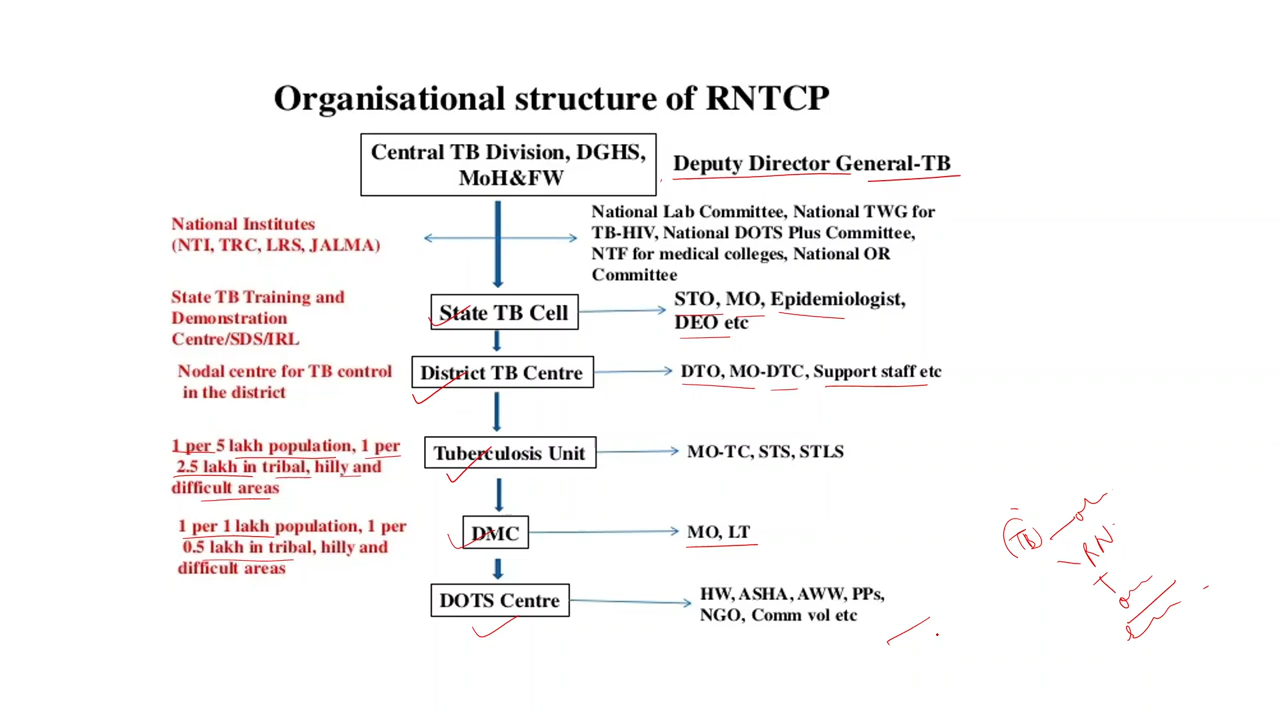 Organisational structure of RNTCP
Central TB Division, DGHS,
MoH&FW
Deputy Director General-TB
National Institutes
(NTI, TRC, LRS, JALMA)
National Lab Committee, National TWG for
TB-HIV, National DOTS Plus Committee,
NTF for medical colleges, National OR
Committee
State TB Training and
Demonstration
Centre/SDS/IRL
State TB Cell
STO, MO, Epidemiologist,
DEO etc
Nodal centre for TB control
in the district
District TB Centre
DTO, MO-DTC, Support staff etc
1 per 5 lakh population, 1 per
2.5 lakh in tribal, hilly and
difficult areas
Tuberculosis Unit
MO-TC, STS, STLS
1 per 1 lakh population, 1 per
0.5 lakh in tribal, hilly and
difficult areas
DMC
MO, LT
DOTS Centre
HW, ASHA, AWW, PPs,
NGO, Comm vol etc
TB
RN